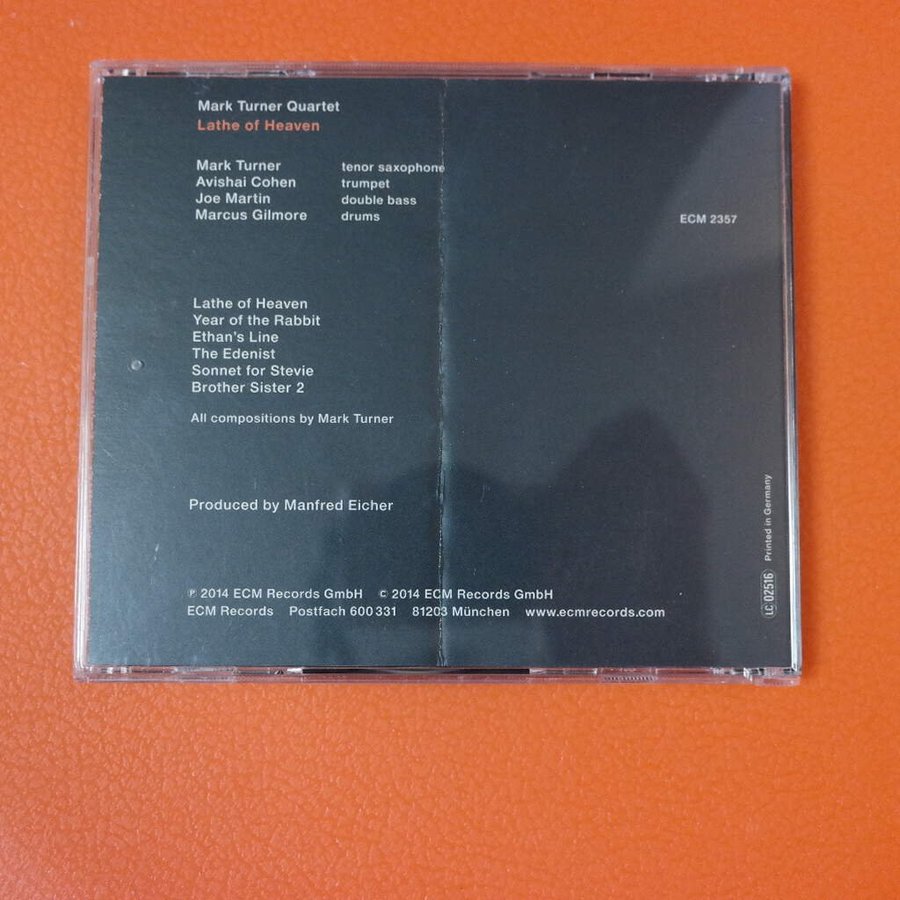 Mark Turner Quartet
Lathe of Heaven
Mark Turner tenor saxophone
Avishai Cohen trumpet
Joe Martin double bass
Marcus Gilmore drums
ECM 2357
Lathe of Heaven
Year of the Rabbit
Ethan's Line
The Edenist
Sonnet for Stevie
Brother Sister 2
All compositions by Mark Turner
Produced by Manfred Eicher
℗ 2014 ECM Records GmbH © 2014 ECM Records GmbH
ECM Records Postfach 600 331 81203 München www.ecmrecords.com
LC 02516 Printed in Germany